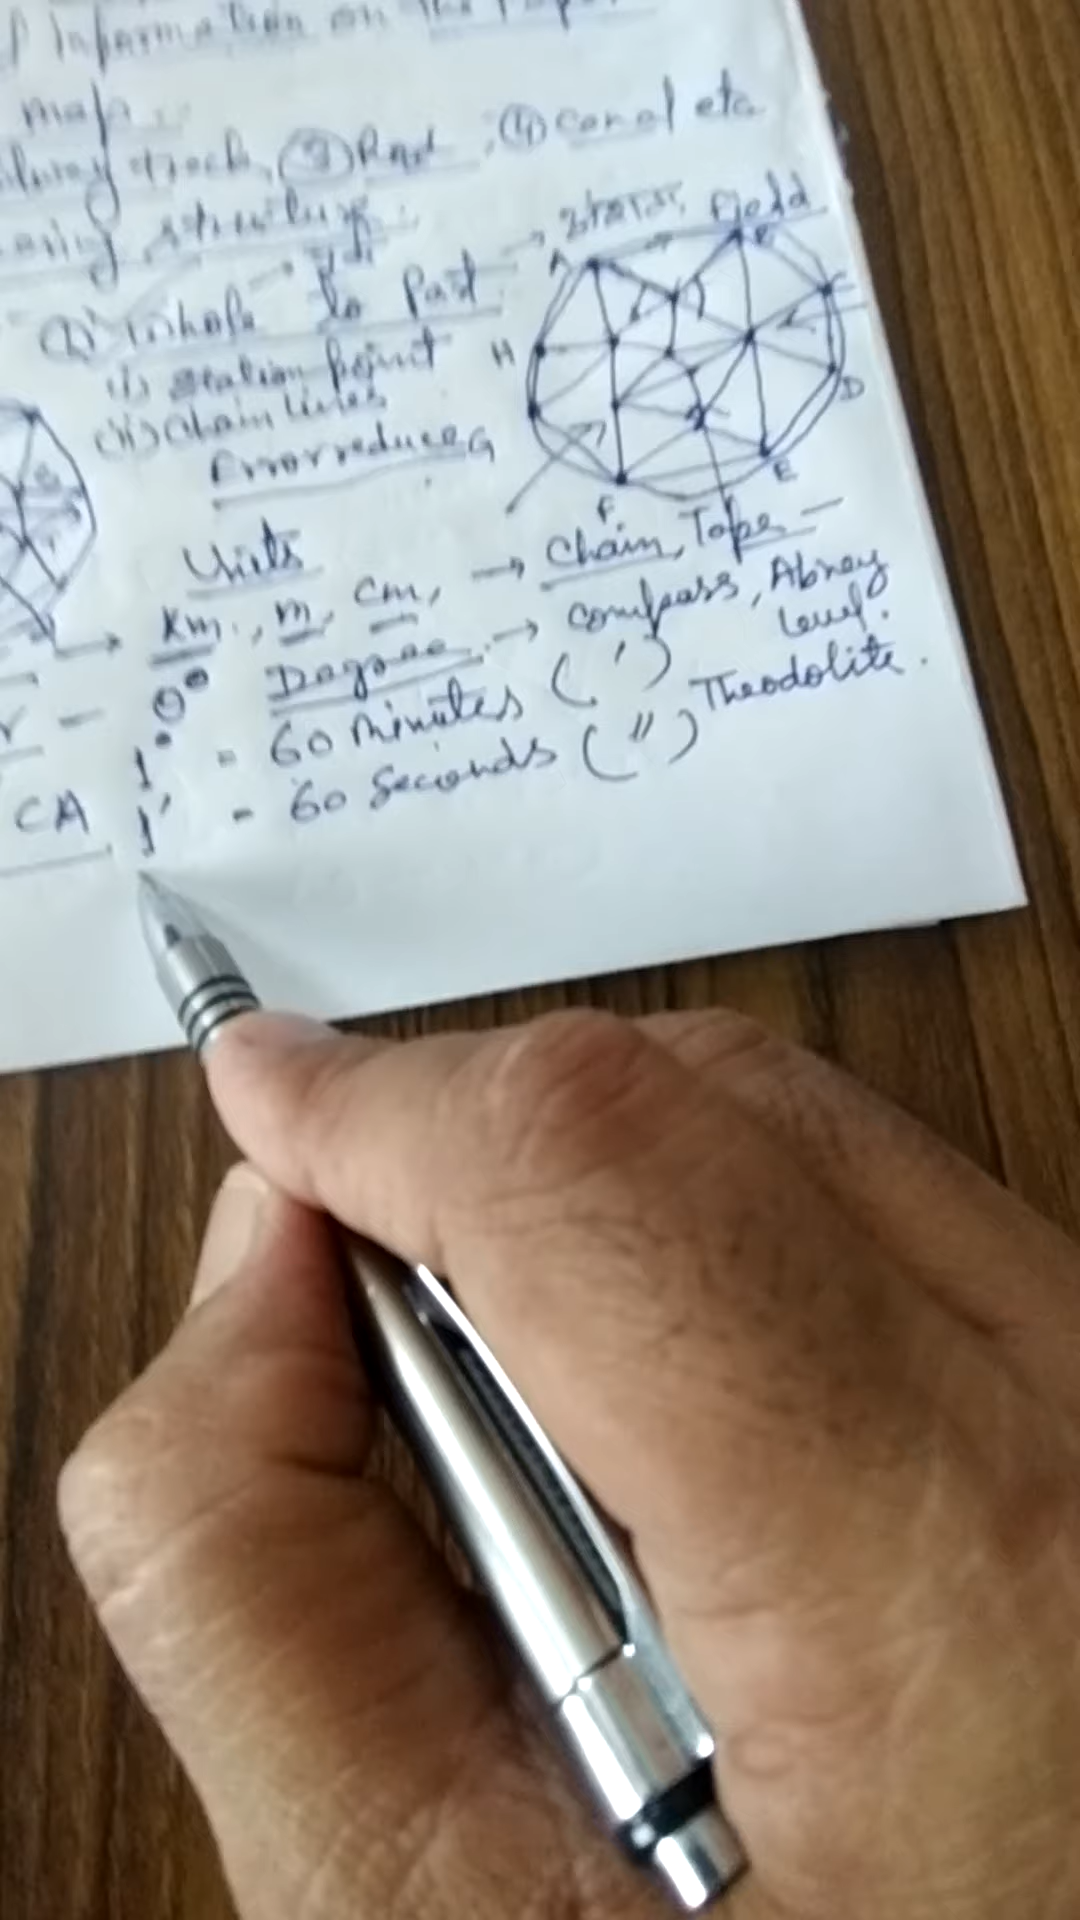 Information on the
map.
track, (3) Road, (4) Canal etc
structure.
(2) Whole to Part
Field
i) Station point
(ii) Chain lines
Error reduce
A
C
H
D
G
E
F
Units
Km., m, cm, → Chain, Tape -
θ° Degree → Compass, Abney Level.
1° = 60 Minutes (') Theodolite.
CA 1' = 60 Seconds (")